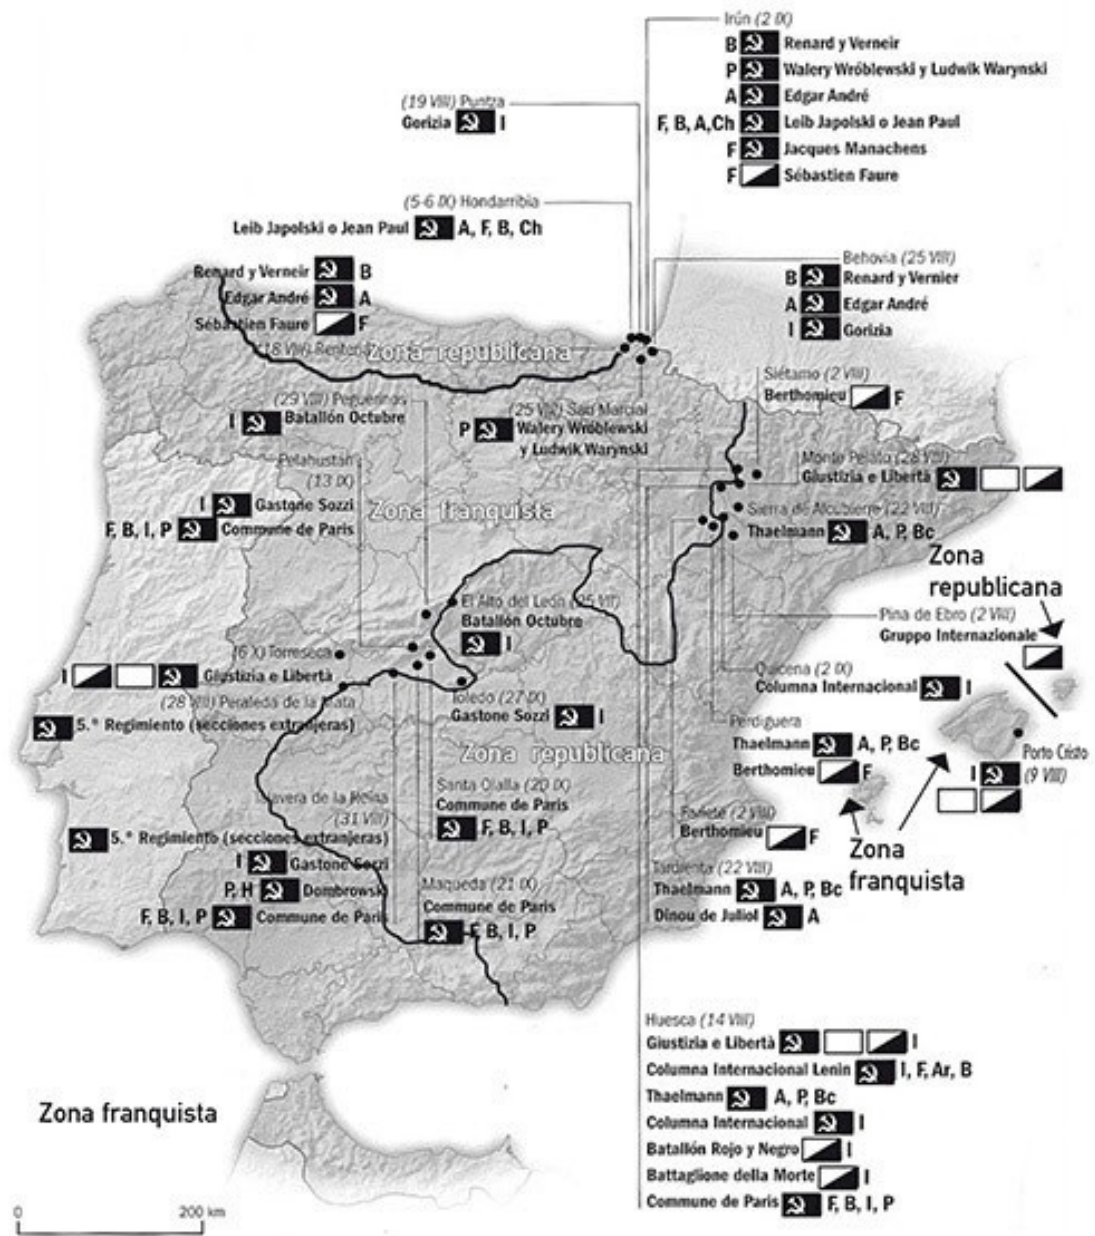 Irún (2 IX)
B Renard y Verneir
P Walery Wróblewski y Ludwik Warynski
A Edgar André
F, B, A,Ch Leib Japolski o Jean Paul
F Jacques Manachens
F Sébastien Faure
(19 VIII) Puntza
Gorizia I
(5-6 IX) Hondarribia
Leib Japolski o Jean Paul A, F, B, Ch
Renard y Verneir B
Edgar André A
Sébastien Faure F
Zona republicana
Behovia (25 VIII)
B Renard y Vernier
A Edgar André
I Gorizia
Siétamo (2 VIII)
Berthomieu F
(29 VIII) Peguerinos
I Batallón Octubre
(25 VIII) San Marcial
P Walery Wróblewski
y Ludwik Warynski
Monte Pelato (28 VIII)
Giustizia e Libertà
Pelahustan
(13 IX)
I Gastone Sozzi
F, B, I, P Commune de Paris
Zona franquista
Sierra de Alcubierre (22 VIII)
Thaelmann A, P, Bc
Zona
republicana
El Alto del León (25 VII)
Batallón Octubre
I
Pina de Ebro (2 VIII)
Gruppo Internazionale
(6 X) Torreseca
I Giustizia e Libertà
(28 VIII) Peraleda de la Mata
5.º Regimiento (secciones extranjeras)
Quicena (2 IX)
Columna Internacional I
Toledo (27 IX)
Gastone Sozzi I
Zona republicana
Perdiguera
Thaelmann A, P, Bc
Berthomieu F
Porto Cristo
I (9 VIII)
Talavera de la Reina
(31 VIII)
5.º Regimiento (secciones extranjeras)
I Gastone Sozzi
P, H Dombrowski
F, B, I, P Commune de Paris
Santa Olalla (20 IX)
Commune de Paris
F, B, I, P
Maqueda (21 IX)
Commune de Paris
F, B, I, P
(2 VIII)
Berthomieu F
Zona
franquista
Tardienta (22 VIII)
Thaelmann A, P, Bc
Dinou de Juliol A
Huesca (14 VIII)
Giustizia e Libertà I
Columna Internacional Lenin I, F, Ar, B
Thaelmann A, P, Bc
Columna Internacional I
Batallón Rojo y Negro I
Battaglione della Morte I
Commune de Paris F, B, I, P
Zona franquista
0 200 km